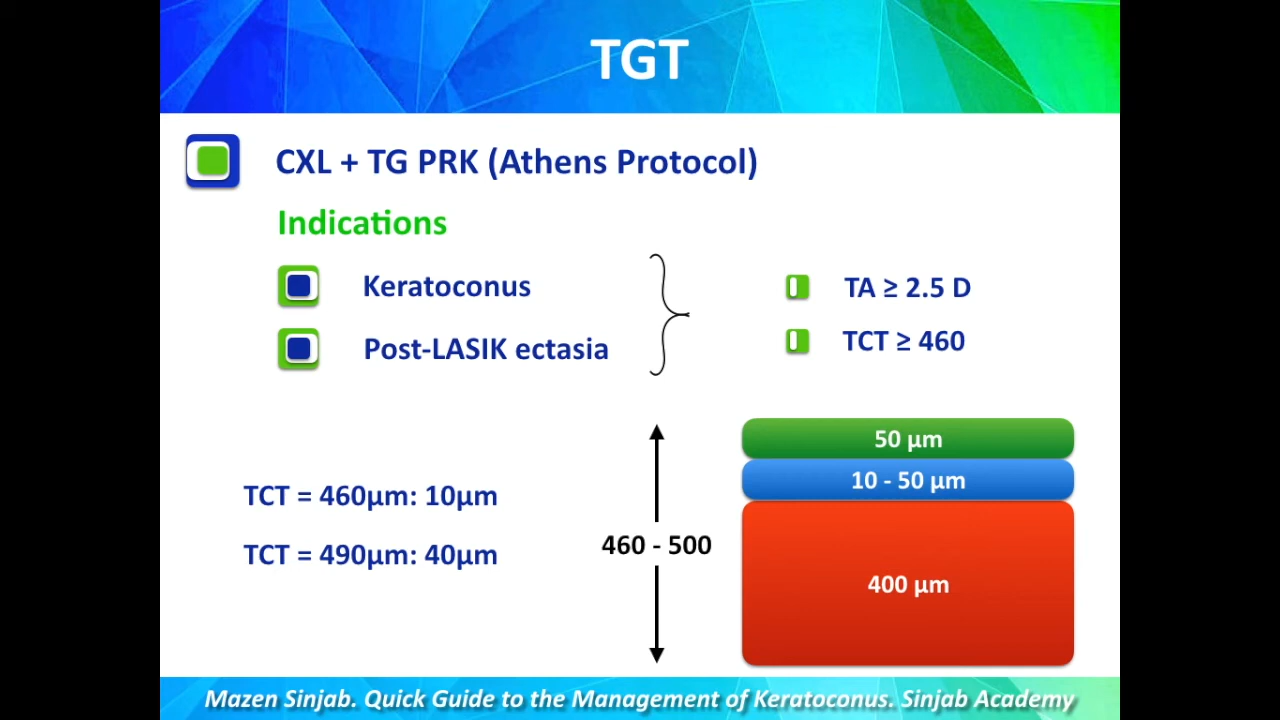 TGT
CXL + TG PRK (Athens Protocol)
Indications
Keratoconus
Post-LASIK ectasia
TA ≥ 2.5 D
TCT ≥ 460
TCT = 460µm: 10µm
TCT = 490µm: 40µm
460 - 500
50 µm
10 - 50 µm
400 µm
Mazen Sinjab. Quick Guide to the Management of Keratoconus. Sinjab Academy